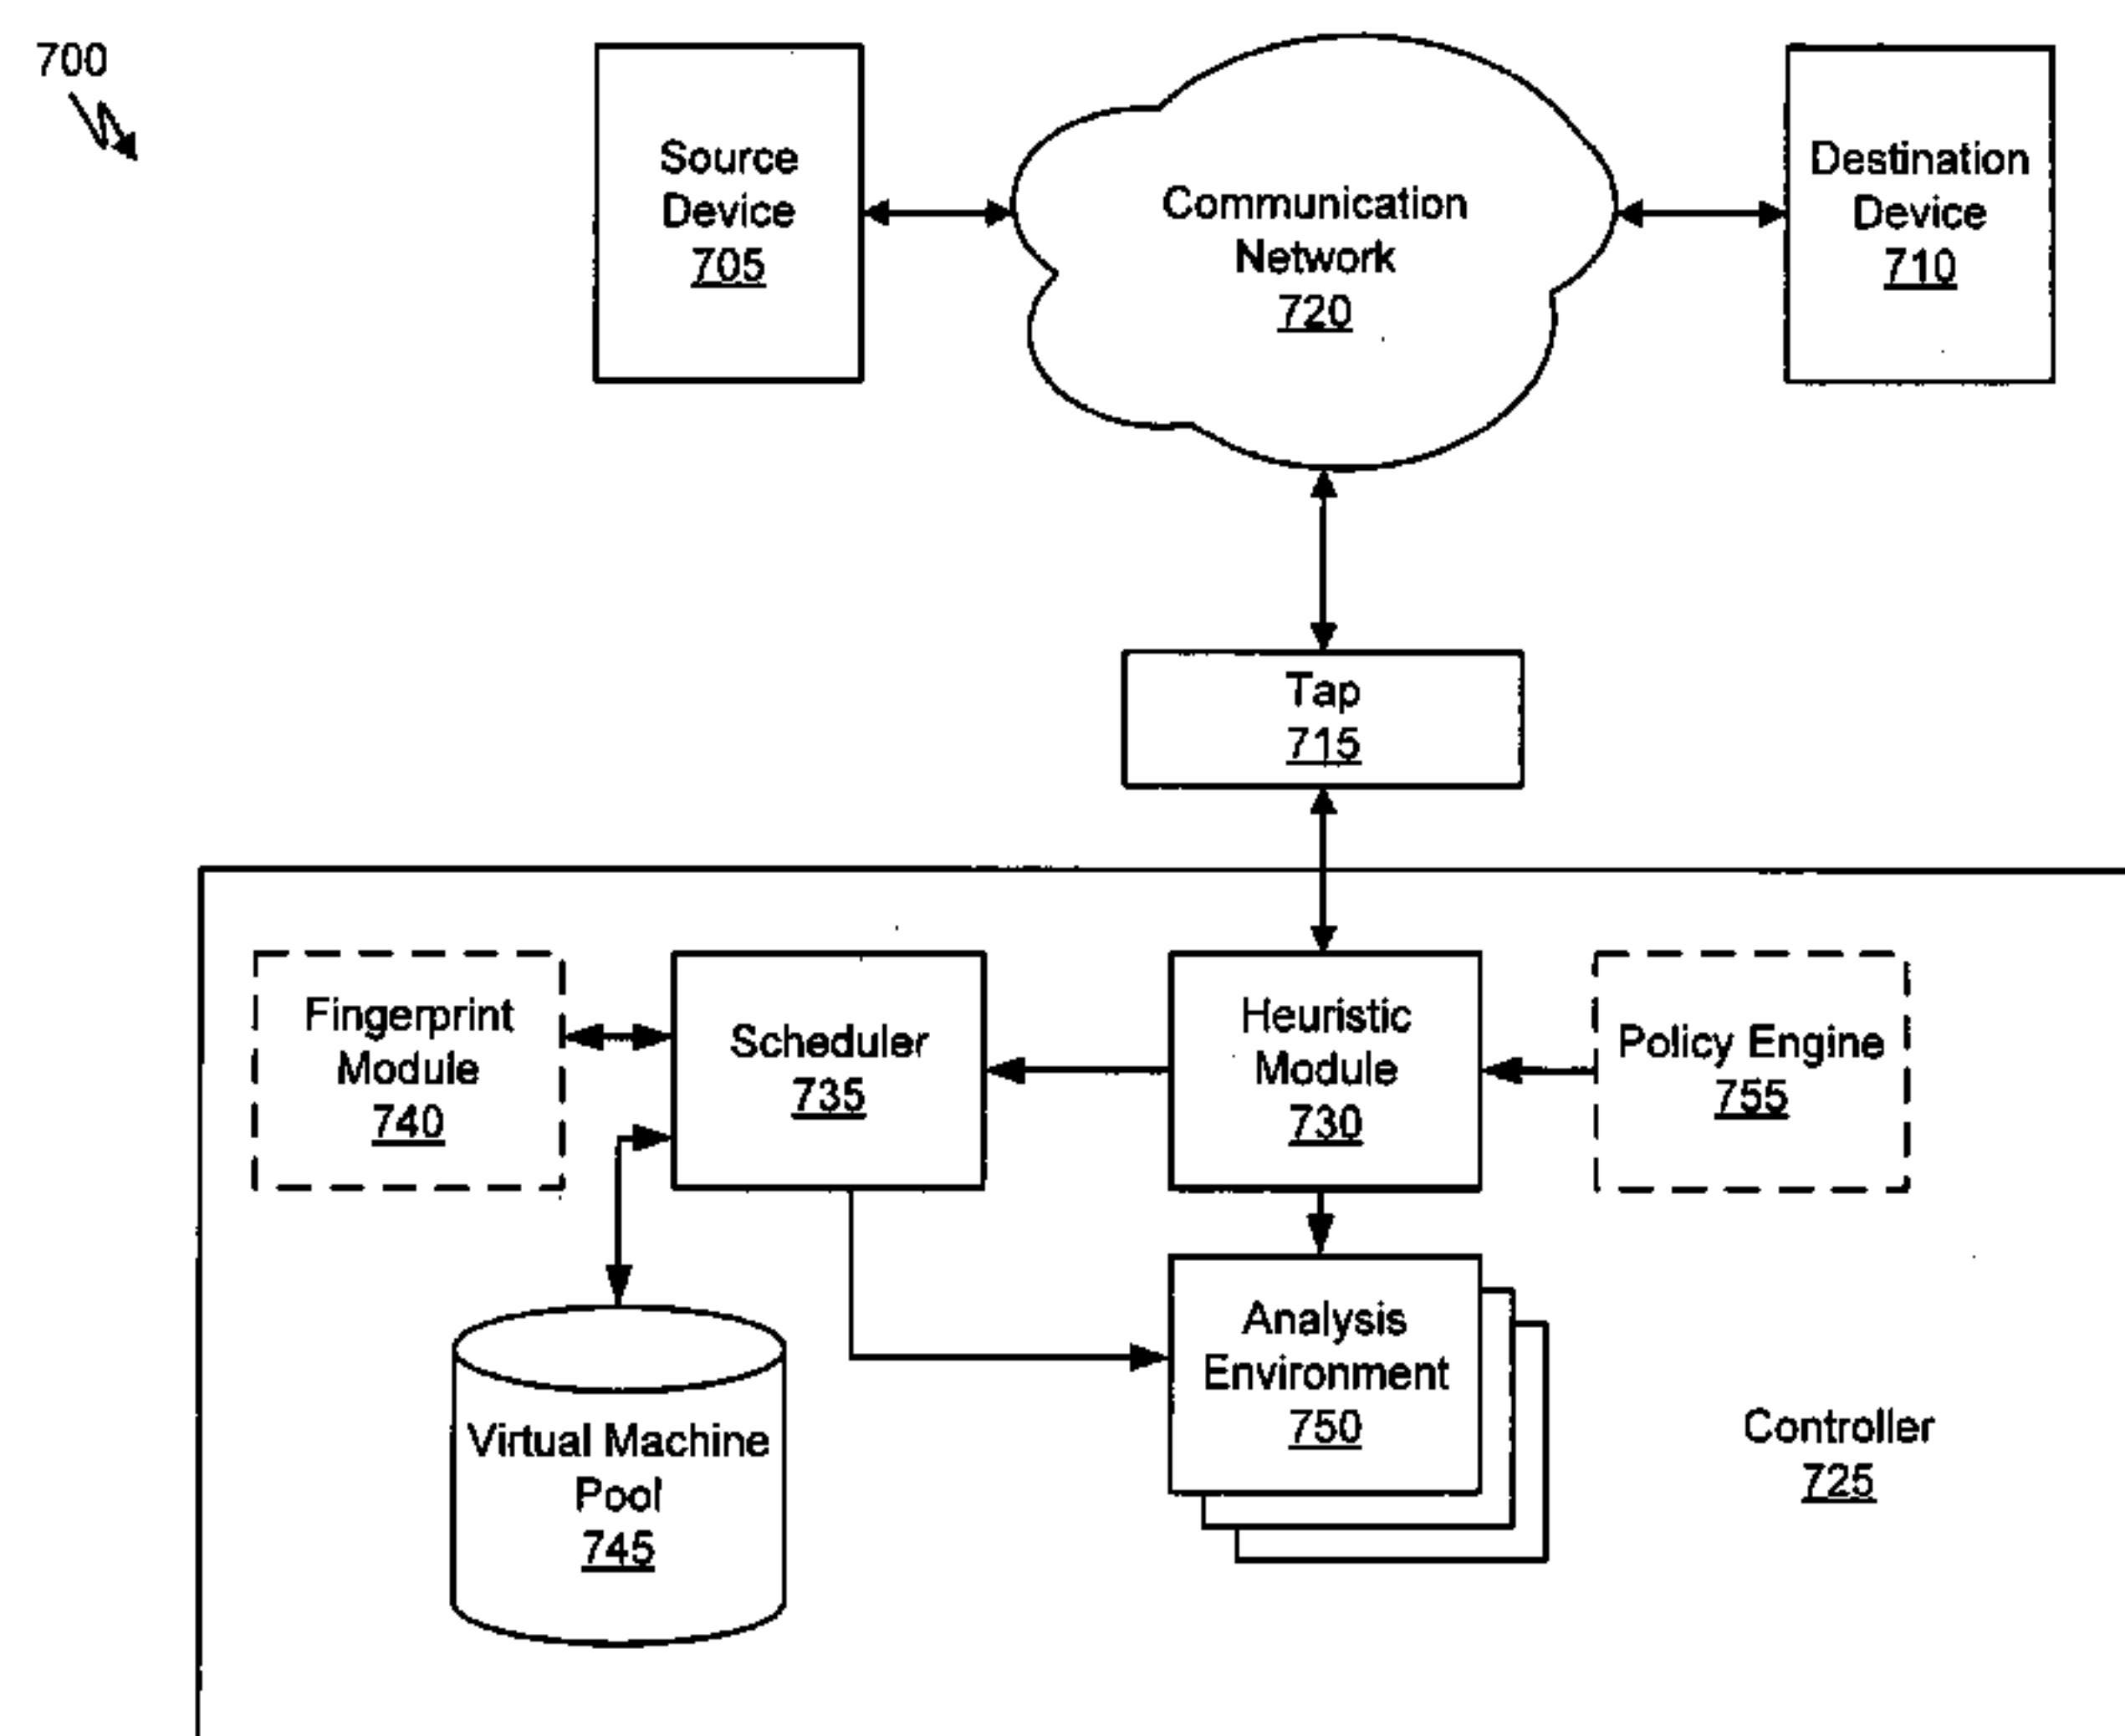 700
Source
Device
705
Communication
Network
720
Destination
Device
710
Tap
715
Fingerprint
Module
740
Scheduler
735
Heuristic
Module
730
Policy Engine
755
Virtual Machine
Pool
745
Analysis
Environment
750
Controller
725